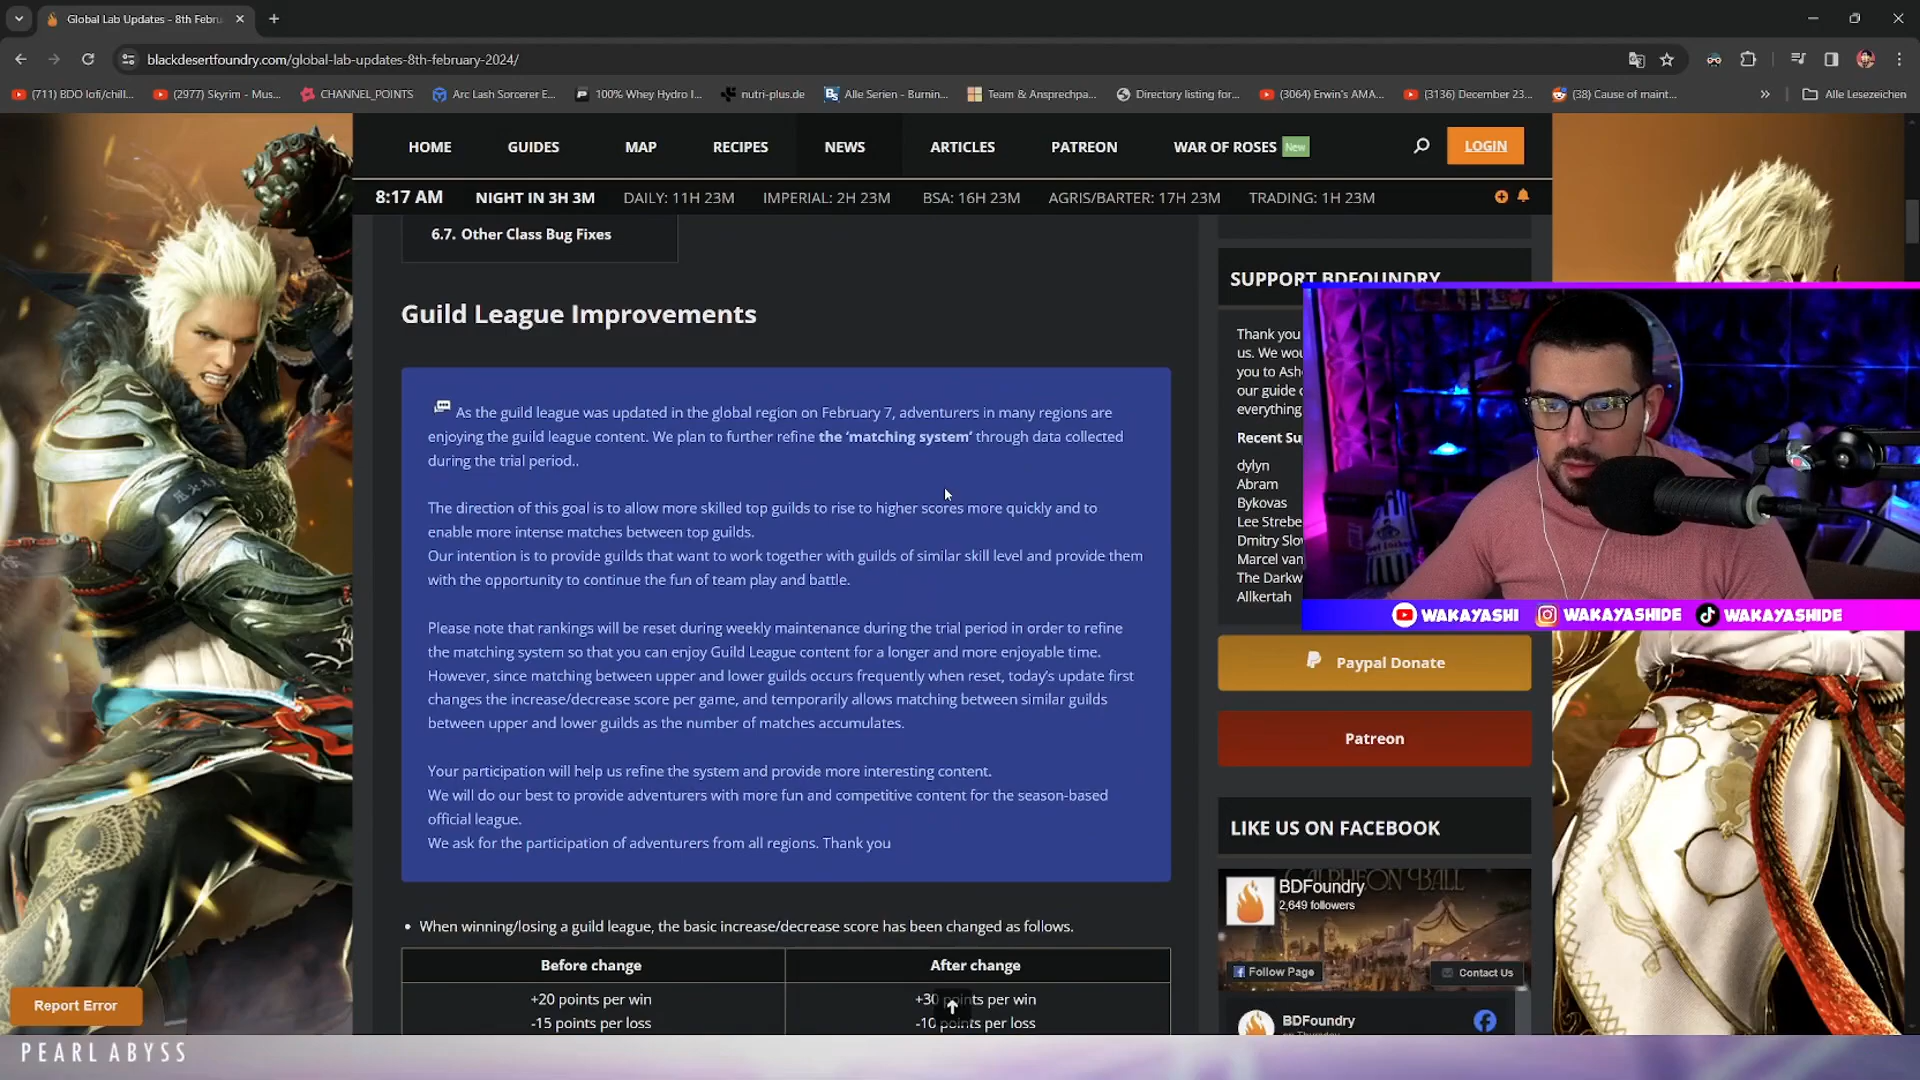 Global Lab Updates - 8th Febru
blackdesertfoundry.com/global-lab-updates-8th-february-2024/
(711) BDO lofi/chill...
(2977) Skyrim - Mus...
CHANNEL_POINTS
Arc Lash Sorcerer E...
100% Whey Hydro I...
nutri-plus.de
Alle Serien - Burnin...
Team & Ansprechpa...
Directory listing for...
(3064) Erwin's AMA...
(3136) December 23...
(38) Cause of maint...
Alle Lesezeichen
HOME
GUIDES
MAP
RECIPES
NEWS
ARTICLES
PATREON
WAR OF ROSES New
LOGIN
8:17 AM
NIGHT IN 3H 3M
DAILY: 11H 23M
IMPERIAL: 2H 23M
BSA: 16H 23M
AGRIS/BARTER: 17H 23M
TRADING: 1H 23M
6.7. Other Class Bug Fixes
Guild League Improvements
As the guild league was updated in the global region on February 7, adventurers in many regions are
enjoying the guild league content. We plan to further refine the ‘matching system’ through data collected
during the trial period..
The direction of this goal is to allow more skilled top guilds to rise to higher scores more quickly and to
enable more intense matches between top guilds.
Our intention is to provide guilds that want to work together with guilds of similar skill level and provide them
with the opportunity to continue the fun of team play and battle.
Please note that rankings will be reset during weekly maintenance during the trial period in order to refine
the matching system so that you can enjoy Guild League content for a longer and more enjoyable time.
However, since matching between upper and lower guilds occurs frequently when reset, today's update first
changes the increase/decrease score per game, and temporarily allows matching between similar guilds
between upper and lower guilds as the number of matches accumulates.
Your participation will help us refine the system and provide more interesting content.
We will do our best to provide adventurers with more fun and competitive content for the season-based
official league.
We ask for the participation of adventurers from all regions. Thank you
• When winning/losing a guild league, the basic increase/decrease score has been changed as follows.
Before change
After change
+20 points per win
+30 points per win
-15 points per loss
-10 points per loss
SUPPORT BDFOUNDRY
Thank you
us. We wou
you to Ash
our guide
everything
Recent Su
dylyn
Abram
Bykovas
Lee Strebe
Dmitry Slov
Marcel van
The Darkw
Allkertah
WAKAYASHI
WAKAYASHIDE
WAKAYASHIDE
Paypal Donate
Patreon
LIKE US ON FACEBOOK
CALPHEON BALL
BDFoundry
2,649 followers
Follow Page
Contact Us
BDFoundry
on Thursday
Report Error
PEARL ABYSS